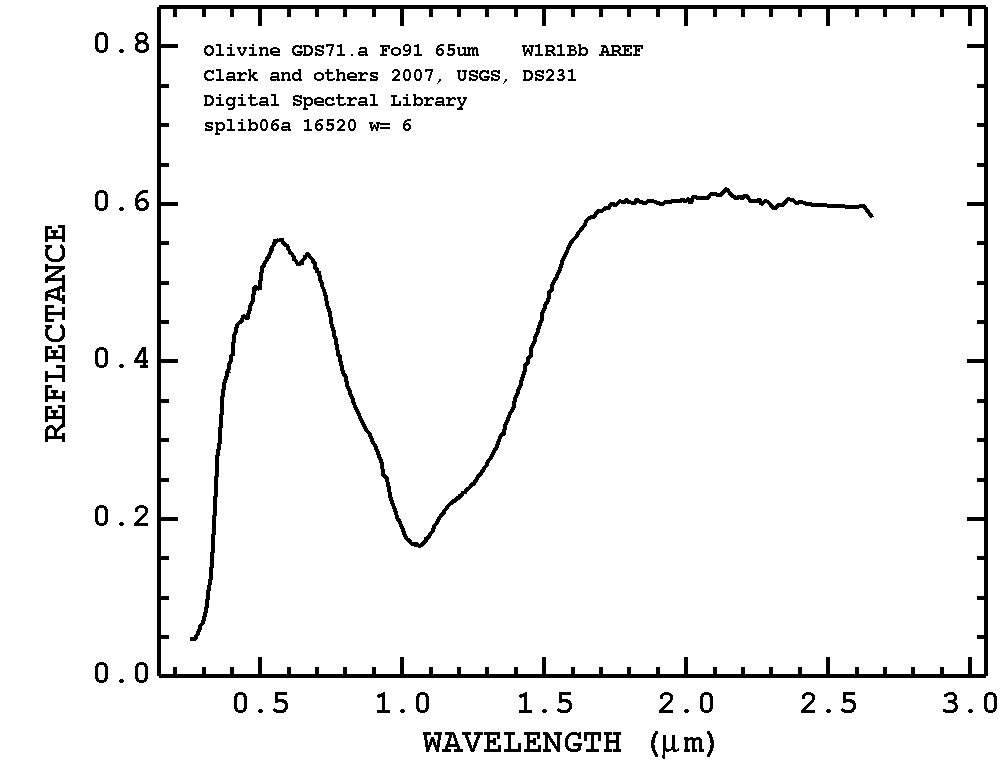 Olivine GDS71.a Fo91 65um W1R1Bb AREF
Clark and others 2007, USGS, DS231
Digital Spectral Library
splib06a 16520 w= 6
REFLECTANCE
0.8
0.6
0.4
0.2
0.0
0.5 1.0 1.5 2.0 2.5 3.0
WAVELENGTH (μm)